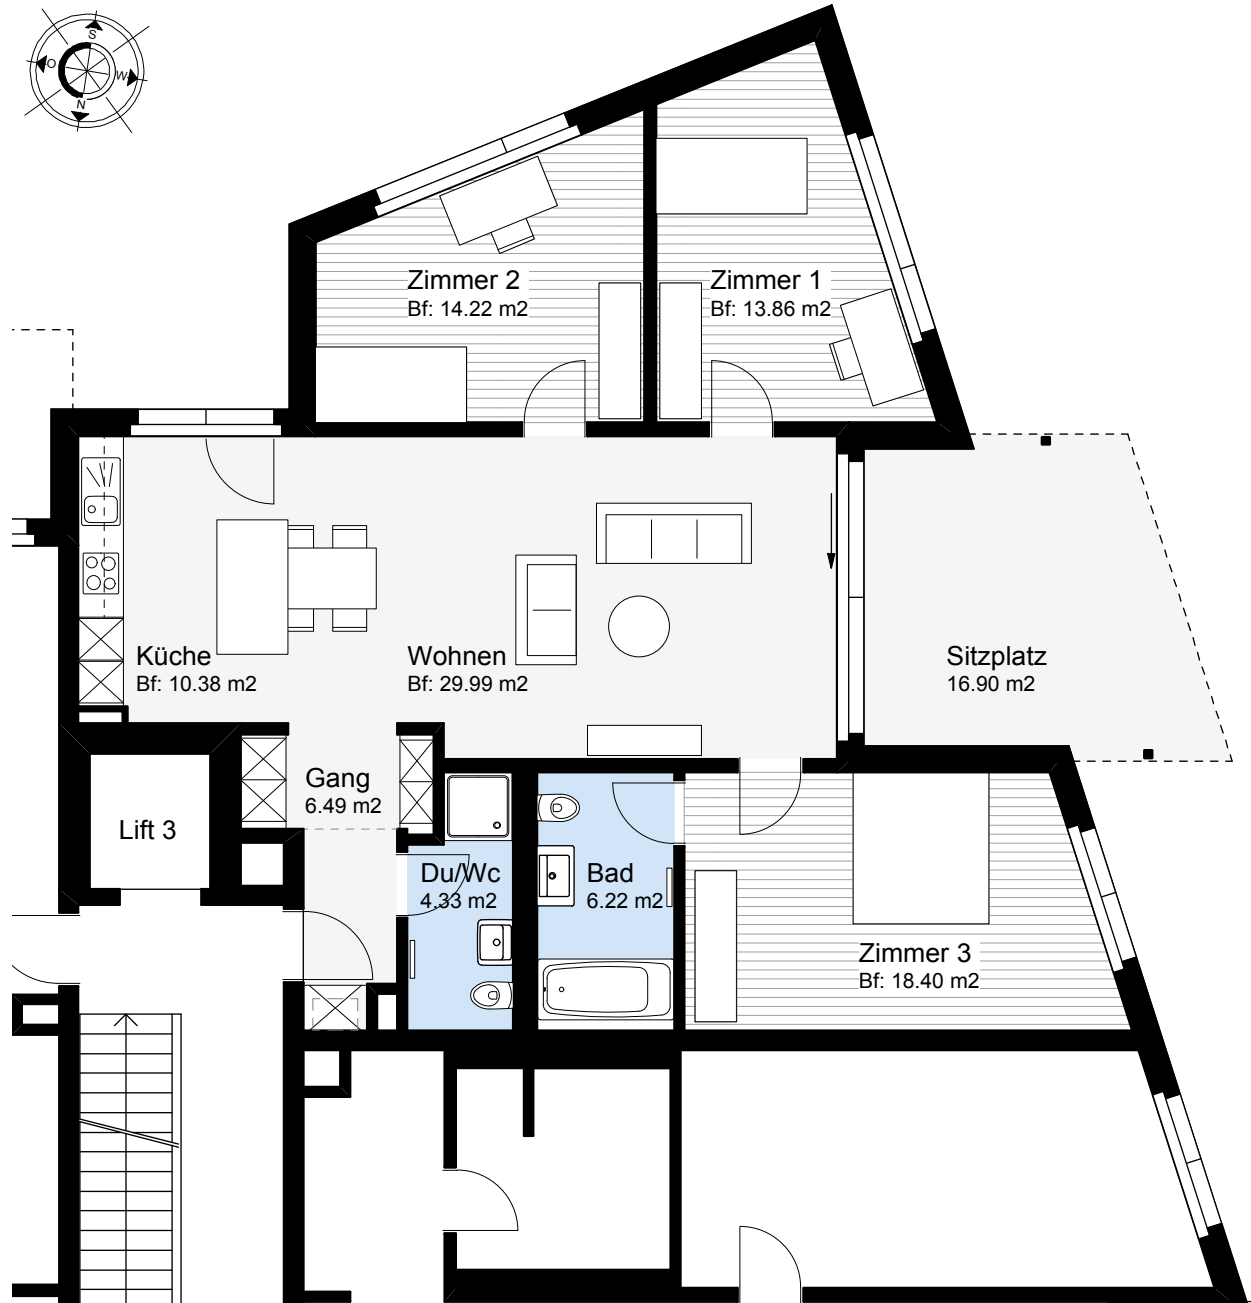 S
O
W
N
Zimmer 2
Bf: 14.22 m2
Zimmer 1
Bf: 13.86 m2
Küche
Bf: 10.38 m2
Wohnen
Bf: 29.99 m2
Sitzplatz
16.90 m2
Gang
6.49 m2
Lift 3
Du/Wc
4.33 m2
Bad
6.22 m2
Zimmer 3
Bf: 18.40 m2